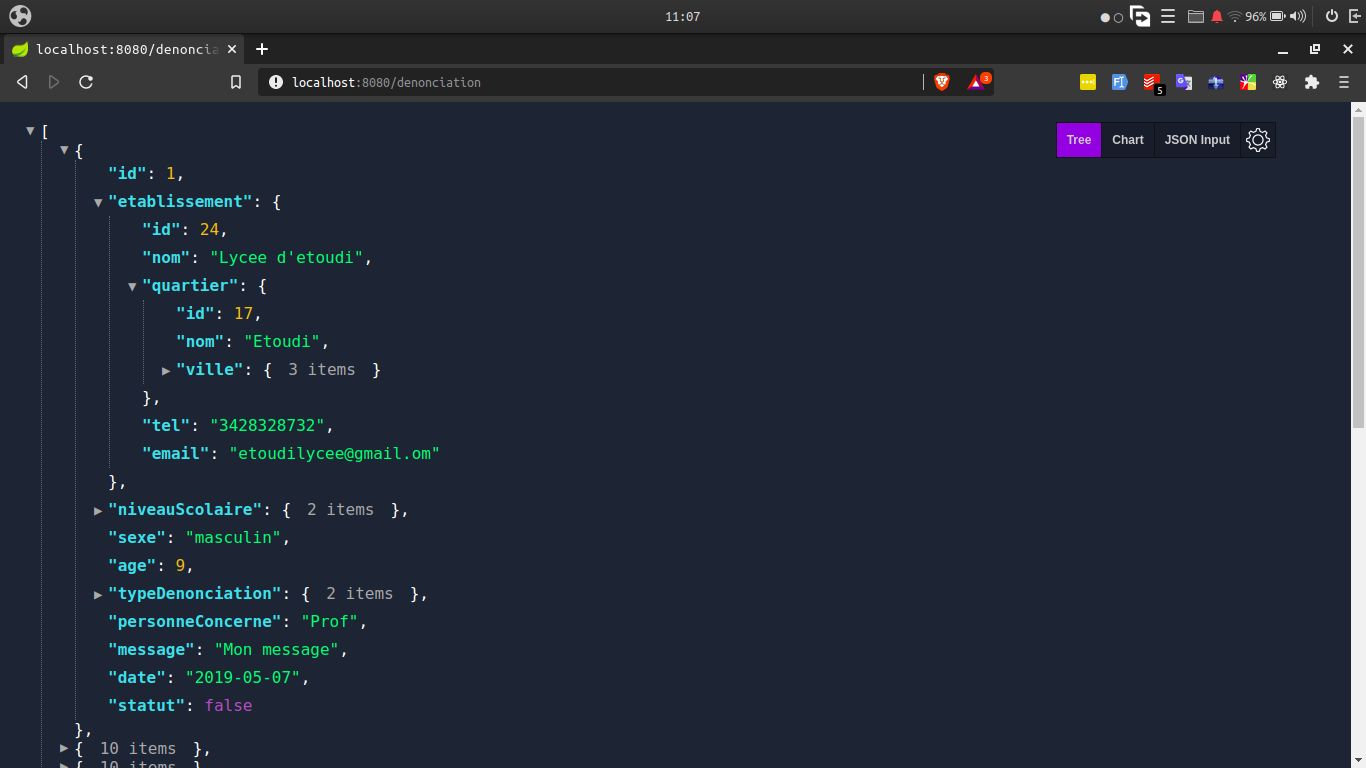 11:07
96%
localhost:8080/denoncia
localhost:8080/denonciation
3
5
Tree Chart JSON Input
[
{
"id": 1,
"etablissement": {
"id": 24,
"nom": "Lycee d'etoudi",
"quartier": {
"id": 17,
"nom": "Etoudi",
"ville": { 3 items }
},
"tel": "3428328732",
"email": "etoudilycee@gmail.om"
},
"niveauScolaire": { 2 items },
"sexe": "masculin",
"age": 9,
"typeDenonciation": { 2 items },
"personneConcerne": "Prof",
"message": "Mon message",
"date": "2019-05-07",
"statut": false
},
{ 10 items },
{ 10 items }